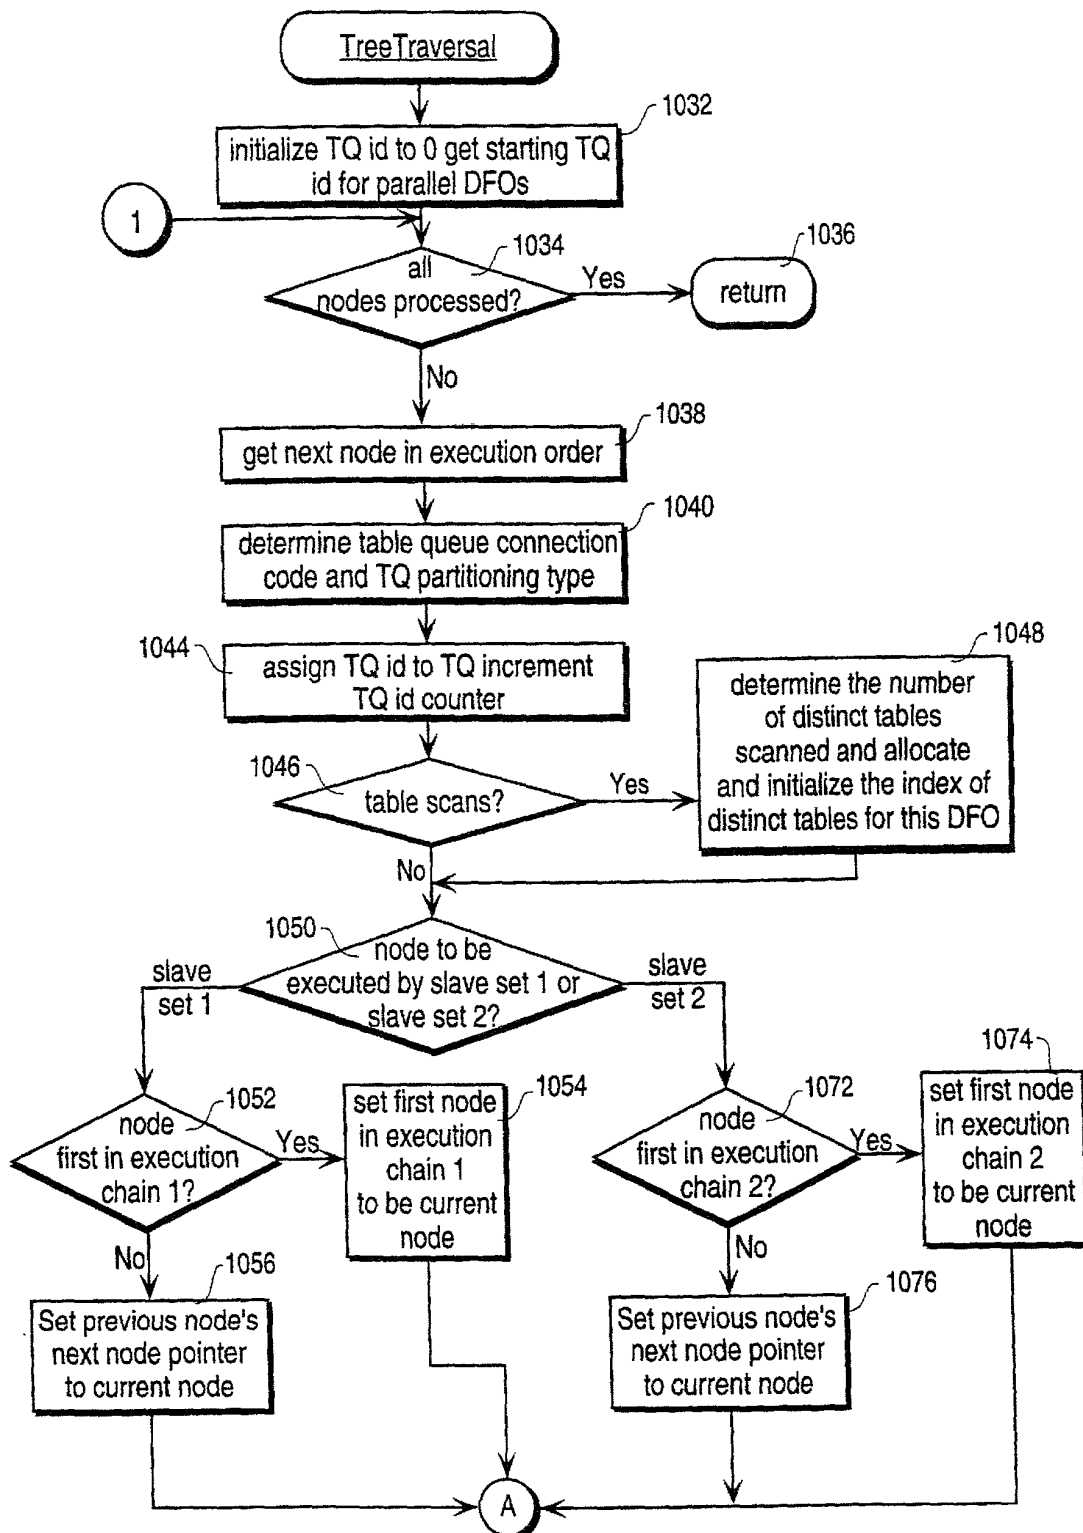 TreeTraversal
1032
initialize TQ id to 0 get starting TQ
id for parallel DFOs
1
1034
1036
all
nodes processed?
Yes
return
No
1038
get next node in execution order
1040
determine table queue connection
code and TQ partitioning type
1044
assign TQ id to TQ increment
TQ id counter
1048
determine the number
of distinct tables
scanned and allocate
and initialize the index of
distinct tables for this DFO
1046
table scans?
Yes
No
1050
node to be
executed by slave set 1 or
slave set 2?
slave
set 1
slave
set 2
1052
node
first in execution
chain 1?
Yes
1054
set first node
in execution
chain 1
to be current
node
1072
node
first in execution
chain 2?
Yes
1074
set first node
in execution
chain 2
to be current
node
No
1056
Set previous node's
next node pointer
to current node
No
1076
Set previous node's
next node pointer
to current node
A